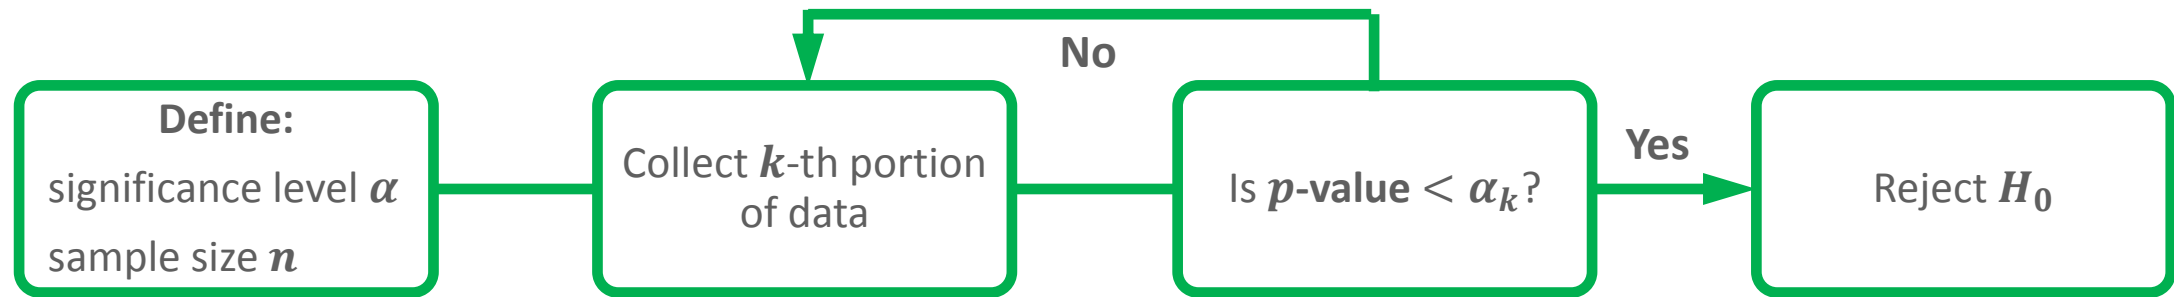 Define:
significance level α
sample size n
Collect k-th portion
of data
No
Is p-value < αₖ?
Yes
Reject H₀